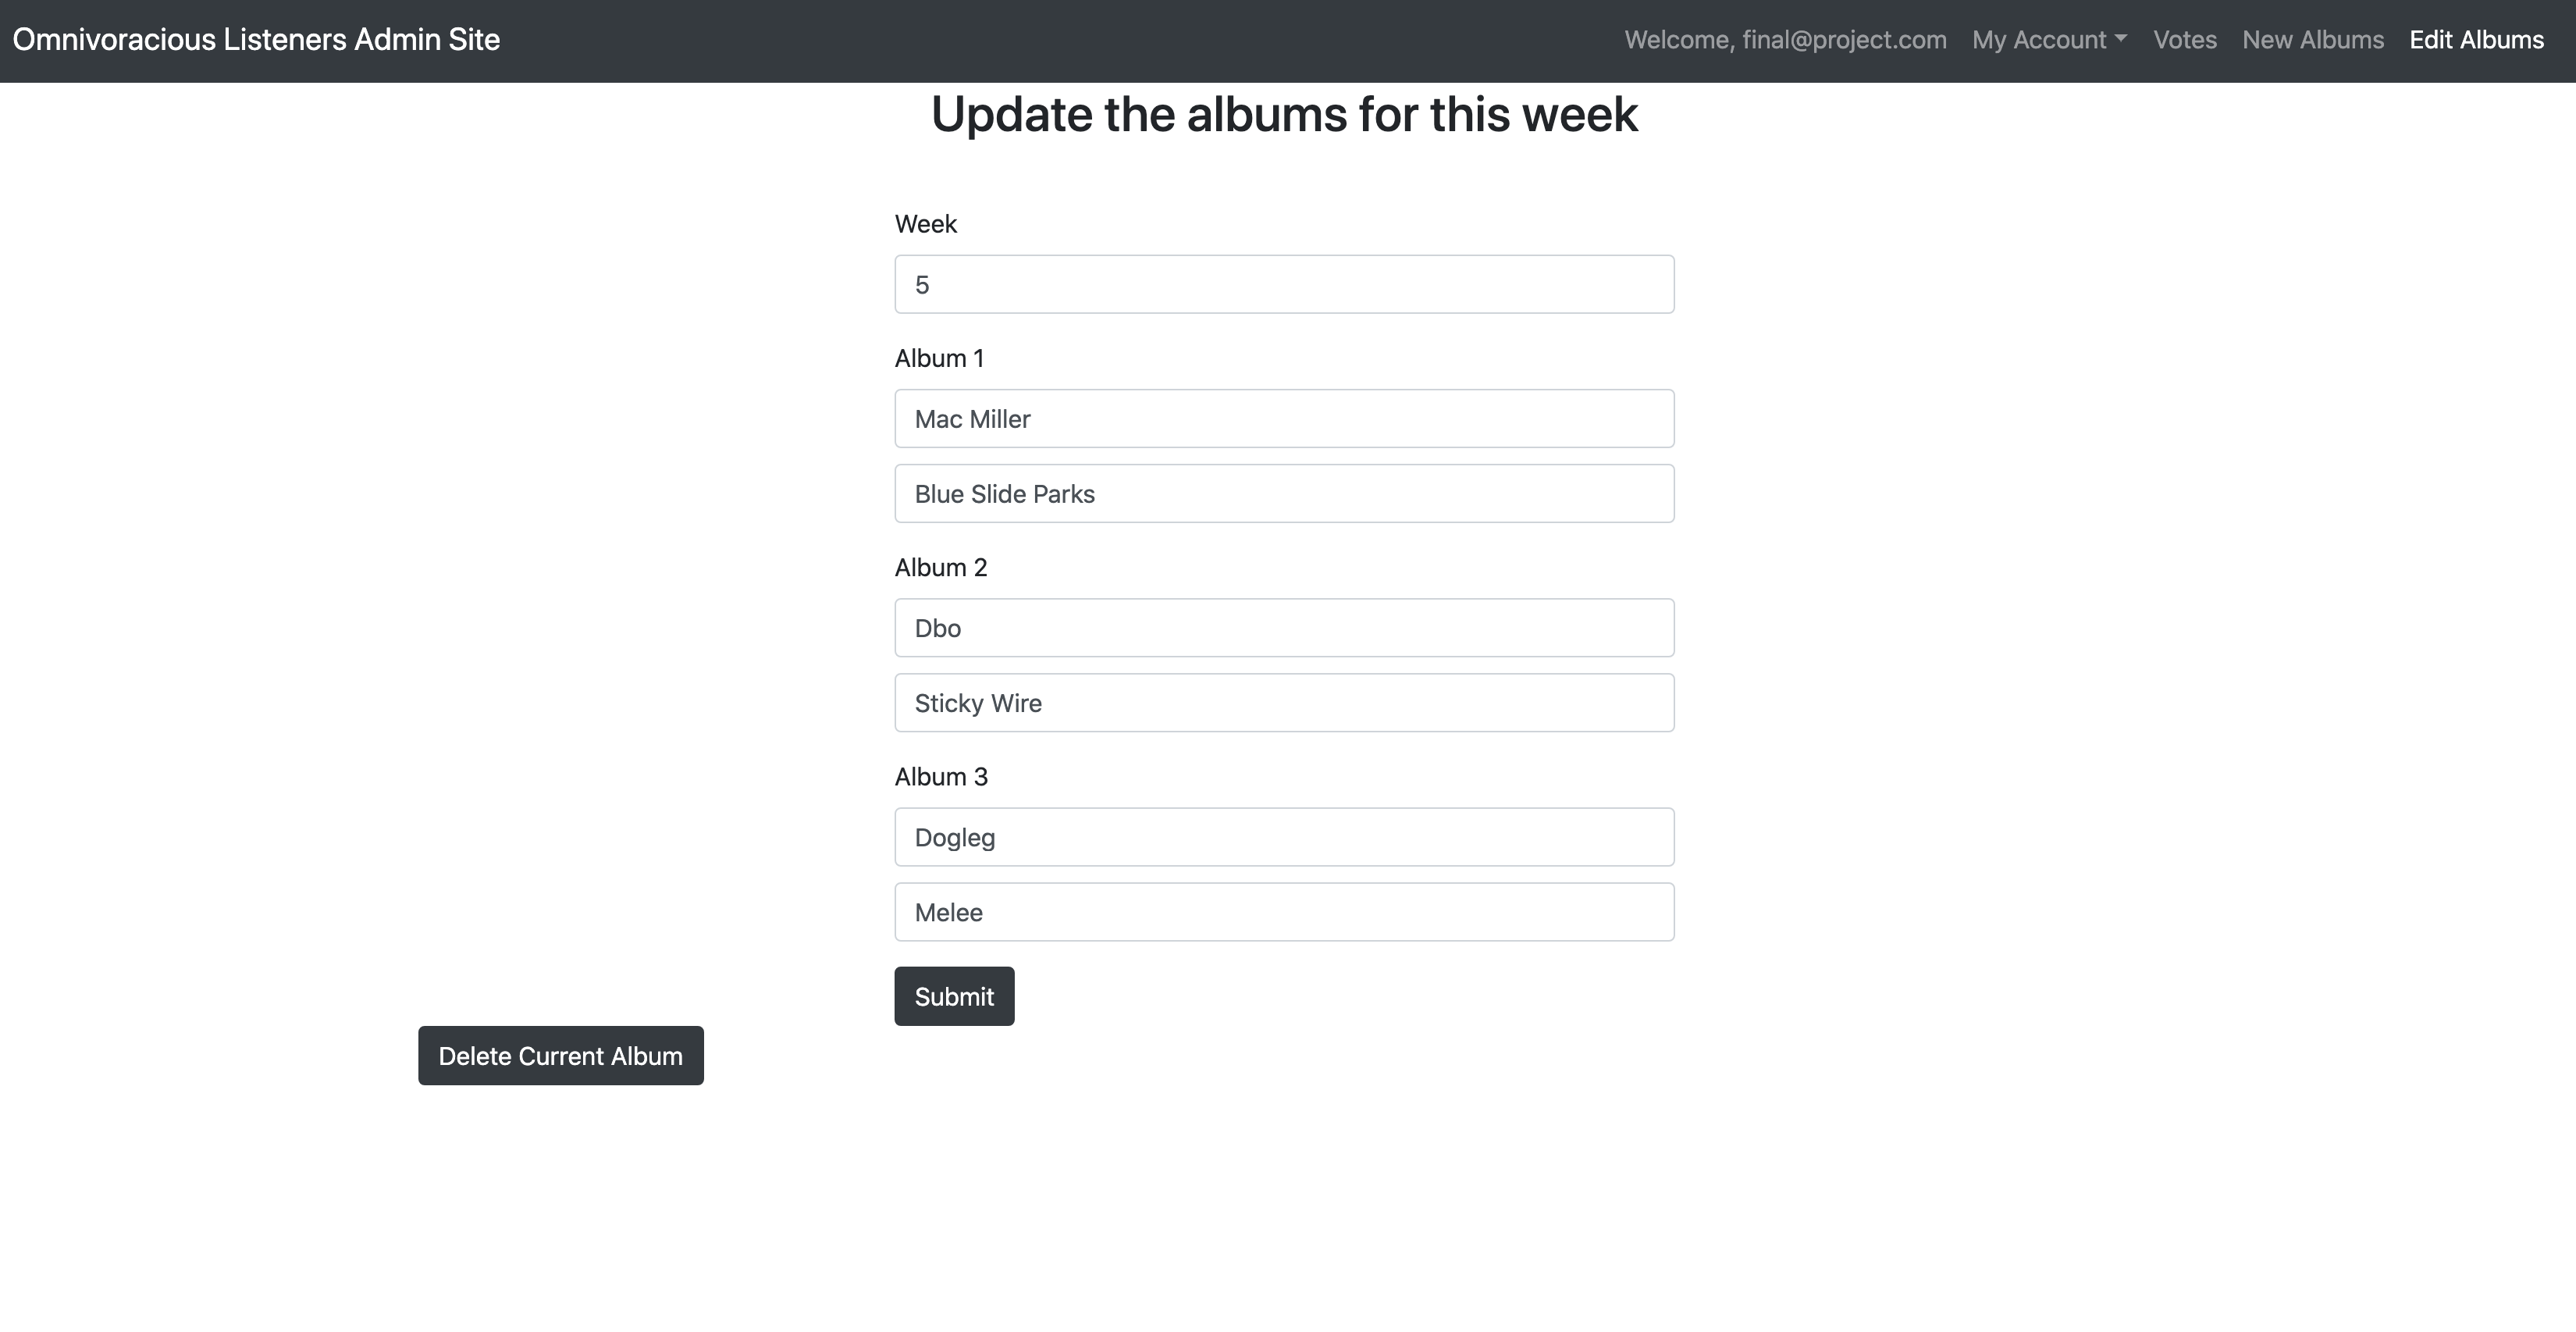 Omnivoracious Listeners Admin Site
Welcome, final@project.com My Account Votes New Albums Edit Albums
Update the albums for this week
Week
5
Album 1
Mac Miller
Blue Slide Parks
Album 2
Dbo
Sticky Wire
Album 3
Dogleg
Melee
Submit
Delete Current Album